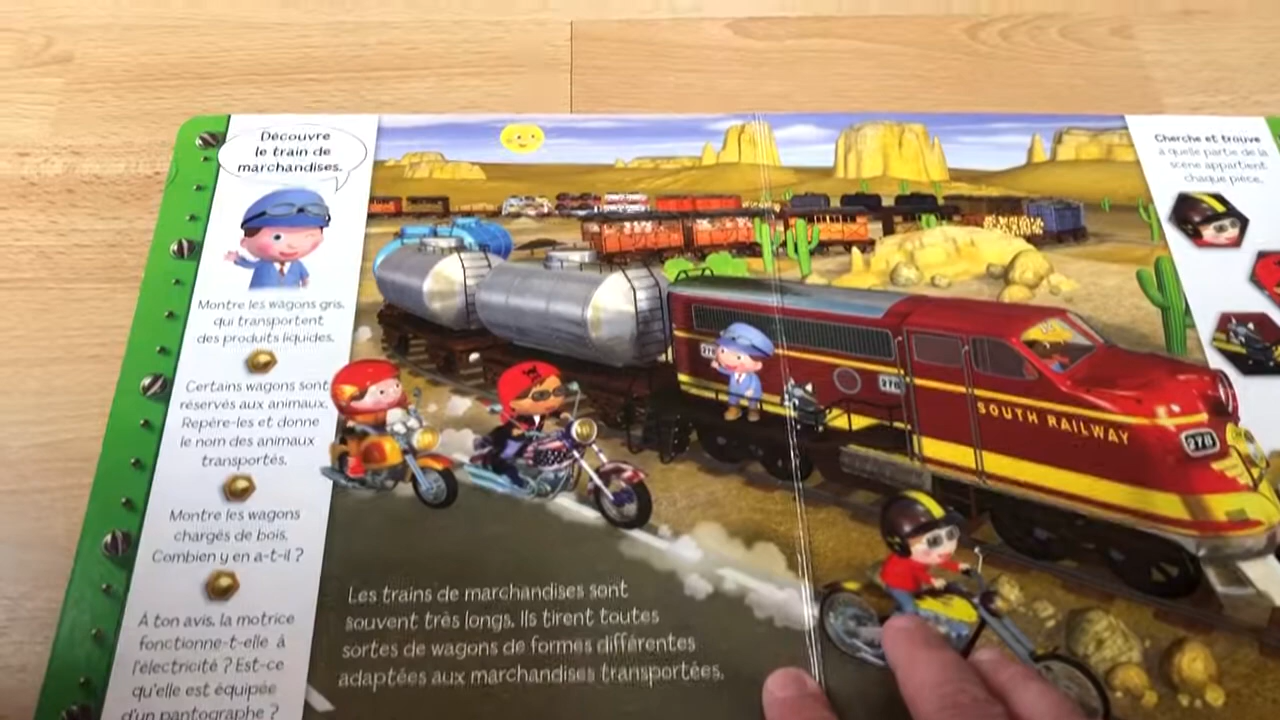 Découvre
le train de
marchandises.
Montre les wagons gris,
qui transportent
des produits liquides.
Certains wagons sont
réservés aux animaux.
Repère-les et donne
le nom des animaux
transportés.
Montre les wagons
chargés de bois.
Combien y en a-t-il ?
À ton avis, la motrice
fonctionne-t-elle à
l'électricité ? Est-ce
qu'elle est équipée
d'un pantographe ?
Les trains de marchandises sont
souvent très longs. Ils tirent toutes
sortes de wagons de formes différentes
adaptées aux marchandises transportées.
278
SOUTH RAILWAY
278
Cherche et trouve
à quelle partie de la
scène appartient
chaque pièce.